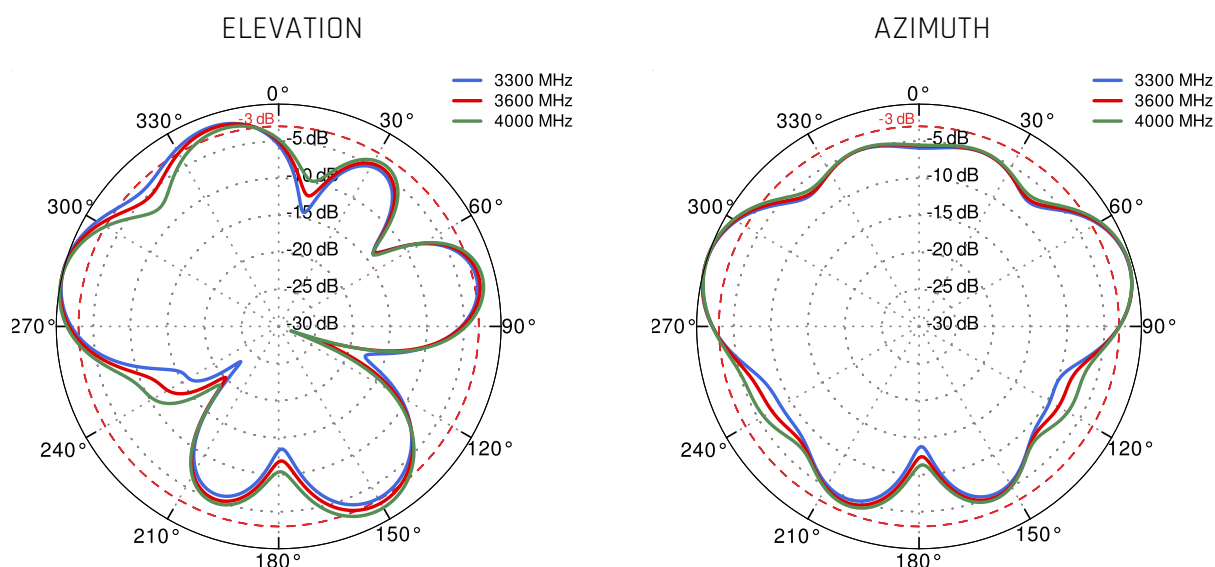 ELEVATION
3300 MHz
3600 MHz
4000 MHz
0°
30°
60°
90°
120°
150°
180°
210°
240°
270°
300°
330°
-3 dB
-5 dB
-10 dB
-15 dB
-20 dB
-25 dB
-30 dB
AZIMUTH
3300 MHz
3600 MHz
4000 MHz
0°
30°
60°
90°
120°
150°
180°
210°
240°
270°
300°
330°
-3 dB
-5 dB
-10 dB
-15 dB
-20 dB
-25 dB
-30 dB